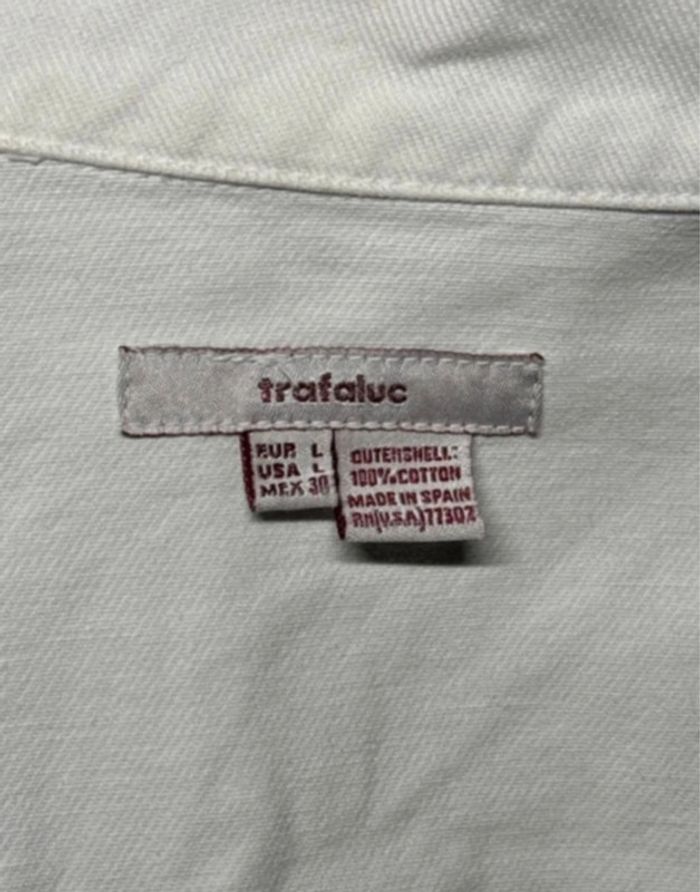 trafaluc
EUR L
USA L
MEX 30
OUTERSHELL:
100% COTTON
MADE IN SPAIN
RN(U.S.A)77302